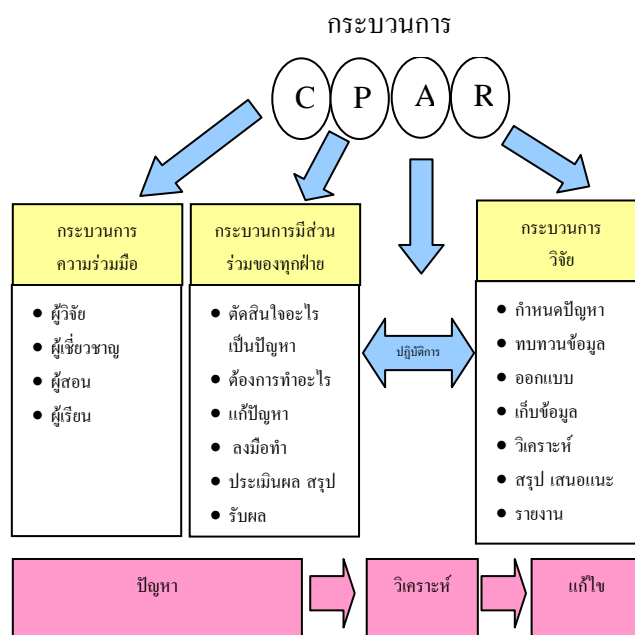 กระบวนการ
C P A R
กระบวนการ
ความร่วมมือ
• ผู้วิจัย
• ผู้เชี่ยวชาญ
• ผู้สอน
• ผู้เรียน
กระบวนการมีส่วน
ร่วมของทุกฝ่าย
• ตัดสินใจอะไร
เป็นปัญหา
• ต้องการทำอะไร
• แก้ปัญหา
• ลงมือทำ
• ประเมินผล สรุป
• รับผล
ปฏิบัติการ
กระบวนการ
วิจัย
• กำหนดปัญหา
• ทบทวนข้อมูล
• ออกแบบ
• เก็บข้อมูล
• วิเคราะห์
• สรุป เสนอแนะ
• รายงาน
ปัญหา
วิเคราะห์
แก้ไข